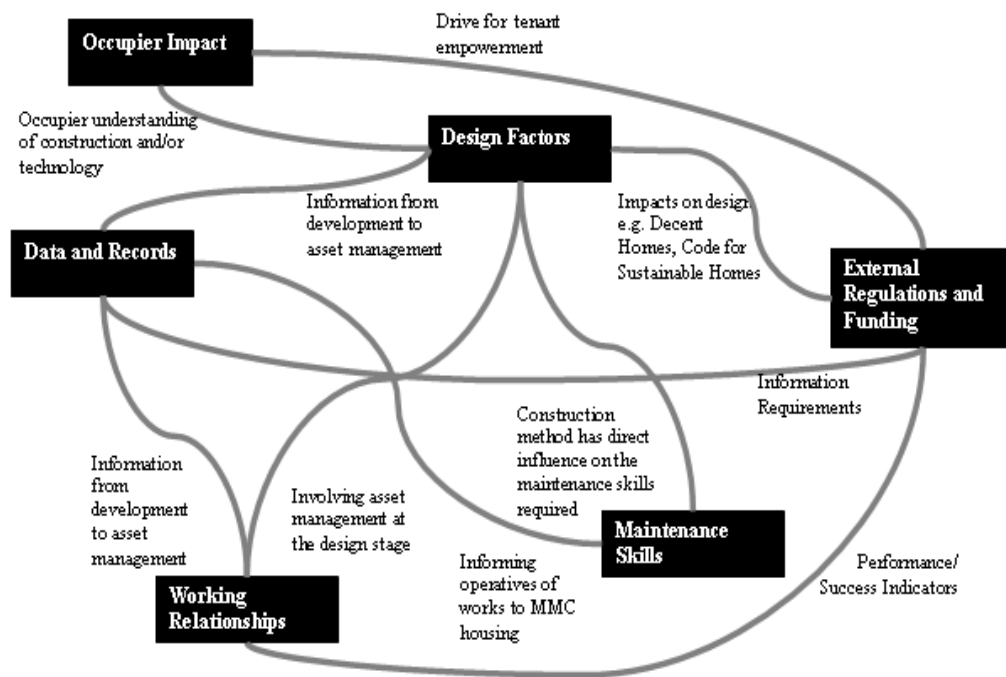 Drive for tenant
empowerment
Occupier Impact
Occupier understanding
of construction and/or
technology
Design Factors
Information from
development to
asset management
Impacts on design
e.g. Decent
Homes, Code for
Sustainable Homes
Data and Records
External
Regulations and
Funding
Information
Requirements
Construction
method has direct
influence on the
maintenance skills
required
Information
from
development
to asset
management
Involving asset
management at
the design stage
Maintenance
Skills
Informing
operatives of
works to MMC
housing
Performance/
Success Indicators
Working
Relationships